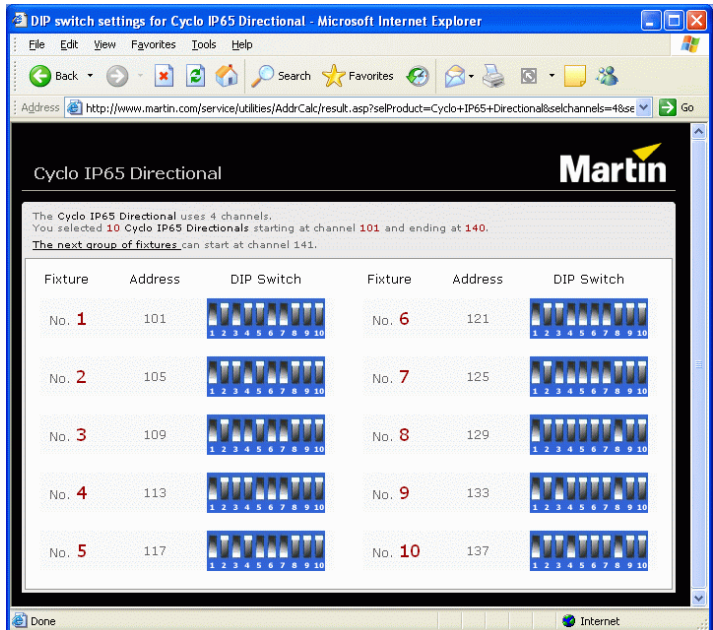 DIP switch settings for Cyclo IP65 Directional - Microsoft Internet Explorer
File Edit View Favorites Tools Help
Back Search Favorites
Address http://www.martin.com/service/utilities/AddrCalc/result.asp?selProduct=Cyclo+IP65+Directional&selchannels=4&se Go
Cyclo IP65 Directional
Martin
The Cyclo IP65 Directional uses 4 channels.
You selected 10 Cyclo IP65 Directionals starting at channel 101 and ending at 140.
The next group of fixtures can start at channel 141.
Fixture Address DIP Switch Fixture Address DIP Switch
No. 1 101 1 2 3 4 5 6 7 8 9 10 No. 6 121 1 2 3 4 5 6 7 8 9 10
No. 2 105 1 2 3 4 5 6 7 8 9 10 No. 7 125 1 2 3 4 5 6 7 8 9 10
No. 3 109 1 2 3 4 5 6 7 8 9 10 No. 8 129 1 2 3 4 5 6 7 8 9 10
No. 4 113 1 2 3 4 5 6 7 8 9 10 No. 9 133 1 2 3 4 5 6 7 8 9 10
No. 5 117 1 2 3 4 5 6 7 8 9 10 No. 10 137 1 2 3 4 5 6 7 8 9 10
Done Internet